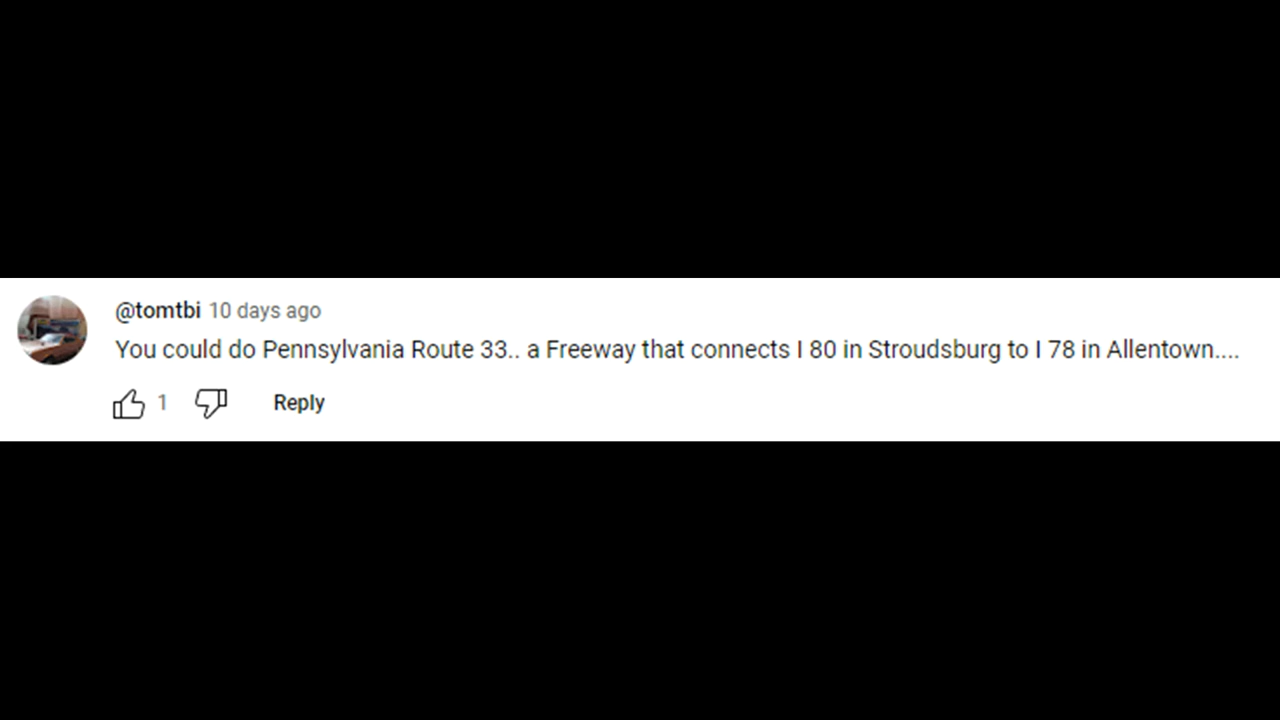 @tomtbi 10 days ago
You could do Pennsylvania Route 33.. a Freeway that connects I 80 in Stroudsburg to I 78 in Allentown....
1 Reply